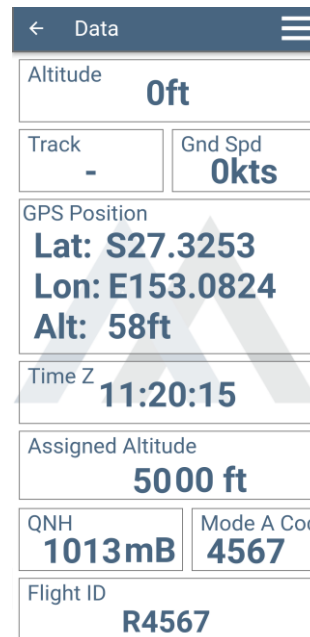 ← Data
Altitude
0ft
Track Gnd Spd
- 0kts
GPS Position
Lat: S27.3253
Lon: E153.0824
Alt: 58ft
Time Z
11:20:15
Assigned Altitude
5000 ft
QNH Mode A Coo
1013mB 4567
Flight ID
R4567